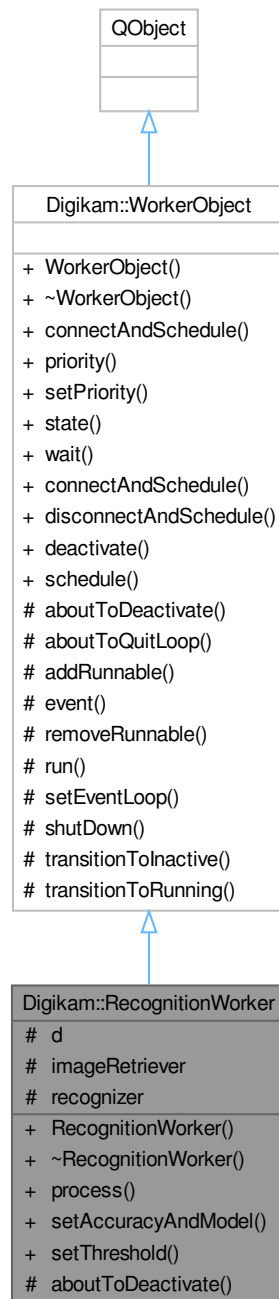 QObject
Digikam::WorkerObject
+ WorkerObject()
+ ~WorkerObject()
+ connectAndSchedule()
+ priority()
+ setPriority()
+ state()
+ wait()
+ connectAndSchedule()
+ disconnectAndSchedule()
+ deactivate()
+ schedule()
# aboutToDeactivate()
# aboutToQuitLoop()
# addRunnable()
# event()
# removeRunnable()
# run()
# setEventLoop()
# shutDown()
# transitionToInactive()
# transitionToRunning()
Digikam::RecognitionWorker
# d
# imageRetriever
# recognizer
+ RecognitionWorker()
+ ~RecognitionWorker()
+ process()
+ setAccuracyAndModel()
+ setThreshold()
# aboutToDeactivate()